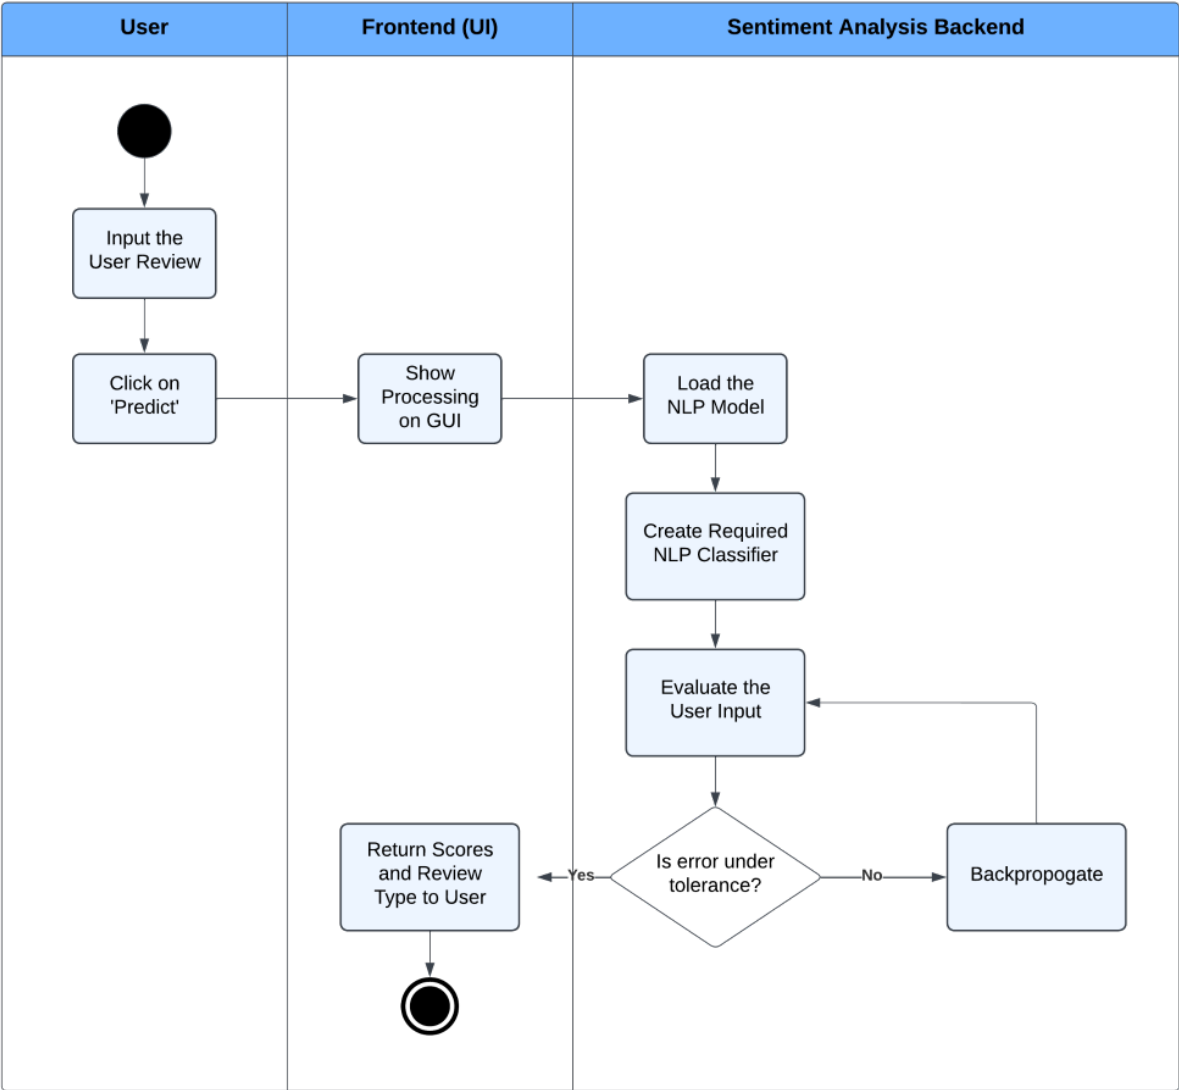 User
Frontend (UI)
Sentiment Analysis Backend
Input the
User Review
Click on
'Predict'
Show
Processing
on GUI
Load the
NLP Model
Create Required
NLP Classifier
Evaluate the
User Input
Is error under
tolerance?
Yes
No
Return Scores
and Review
Type to User
Backpropogate